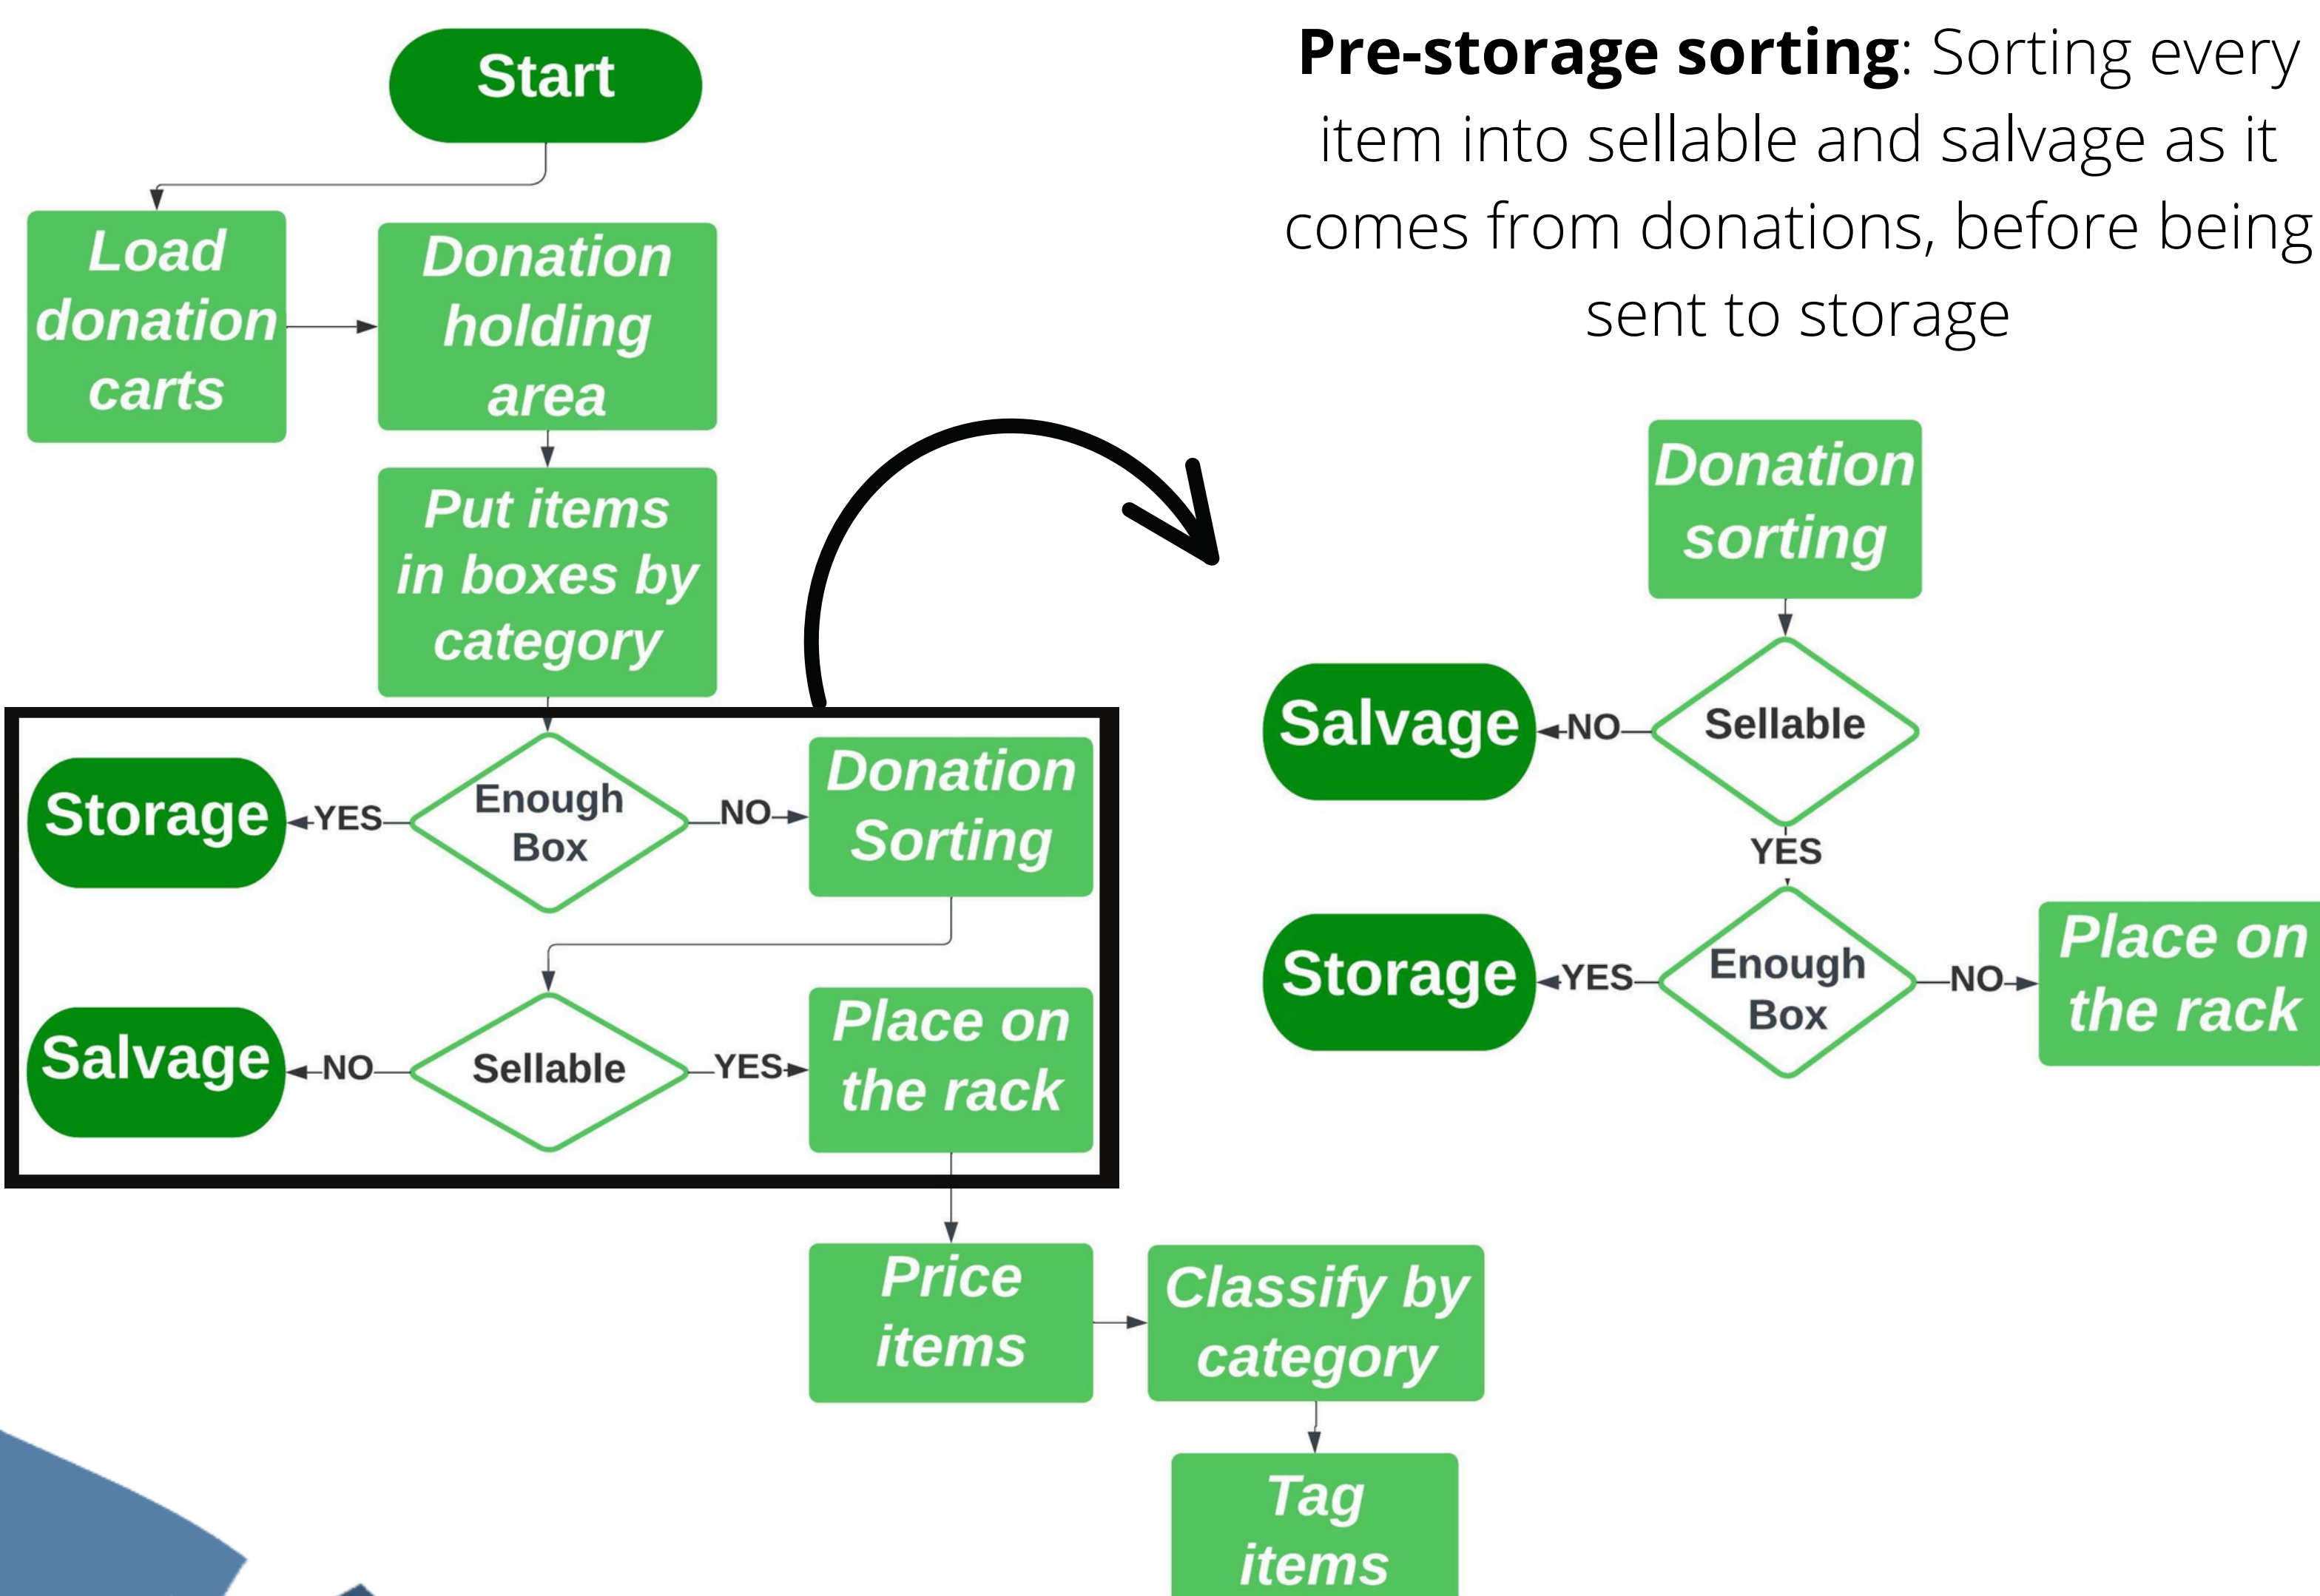 Start
Pre-storage sorting: Sorting every
item into sellable and salvage as it
comes from donations, before being
sent to storage
Load
donation
carts
Donation
holding
area
Put items
in boxes by
category
Storage
YES
Enough
Box
NO
Donation
Sorting
Salvage
NO
Sellable
YES
Place on
the rack
Price
items
Classify by
category
Tag
items
Donation
sorting
Salvage
NO
Sellable
YES
Storage
YES
Enough
Box
NO
Place on
the rack